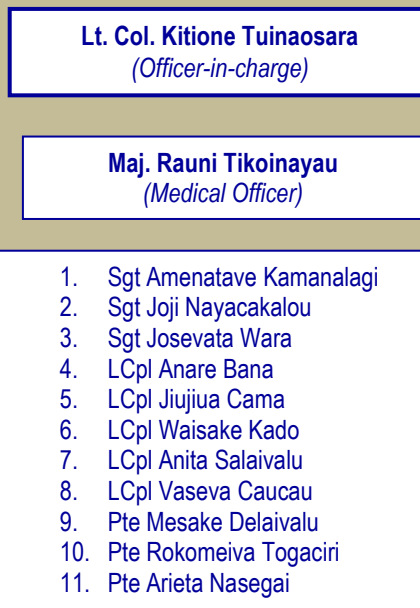 Lt. Col. Kitione Tuinaosara
(Officer-in-charge)
Maj. Rauni Tikoinayau
(Medical Officer)
1. Sgt Amenatave Kamanalagi
2. Sgt Joji Nayacakalou
3. Sgt Josevata Wara
4. LCpl Anare Bana
5. LCpl Jiujiua Cama
6. LCpl Waisake Kado
7. LCpl Anita Salaivalu
8. LCpl Vaseva Caucau
9. Pte Mesake Delaivalu
10. Pte Rokomeiva Togaciri
11. Pte Arieta Nasegai